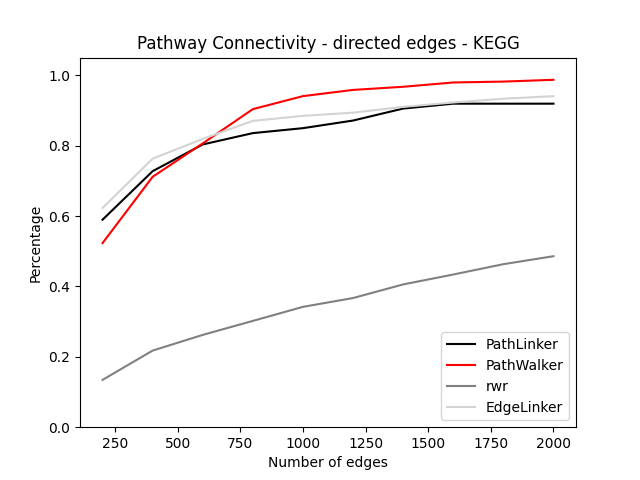 Pathway Connectivity - directed edges - KEGG
1.0
0.8
0.6
0.4
0.2
0.0
Percentage
250
500
750
1000
1250
1500
1750
2000
Number of edges
PathLinker
PathWalker
rwr
EdgeLinker